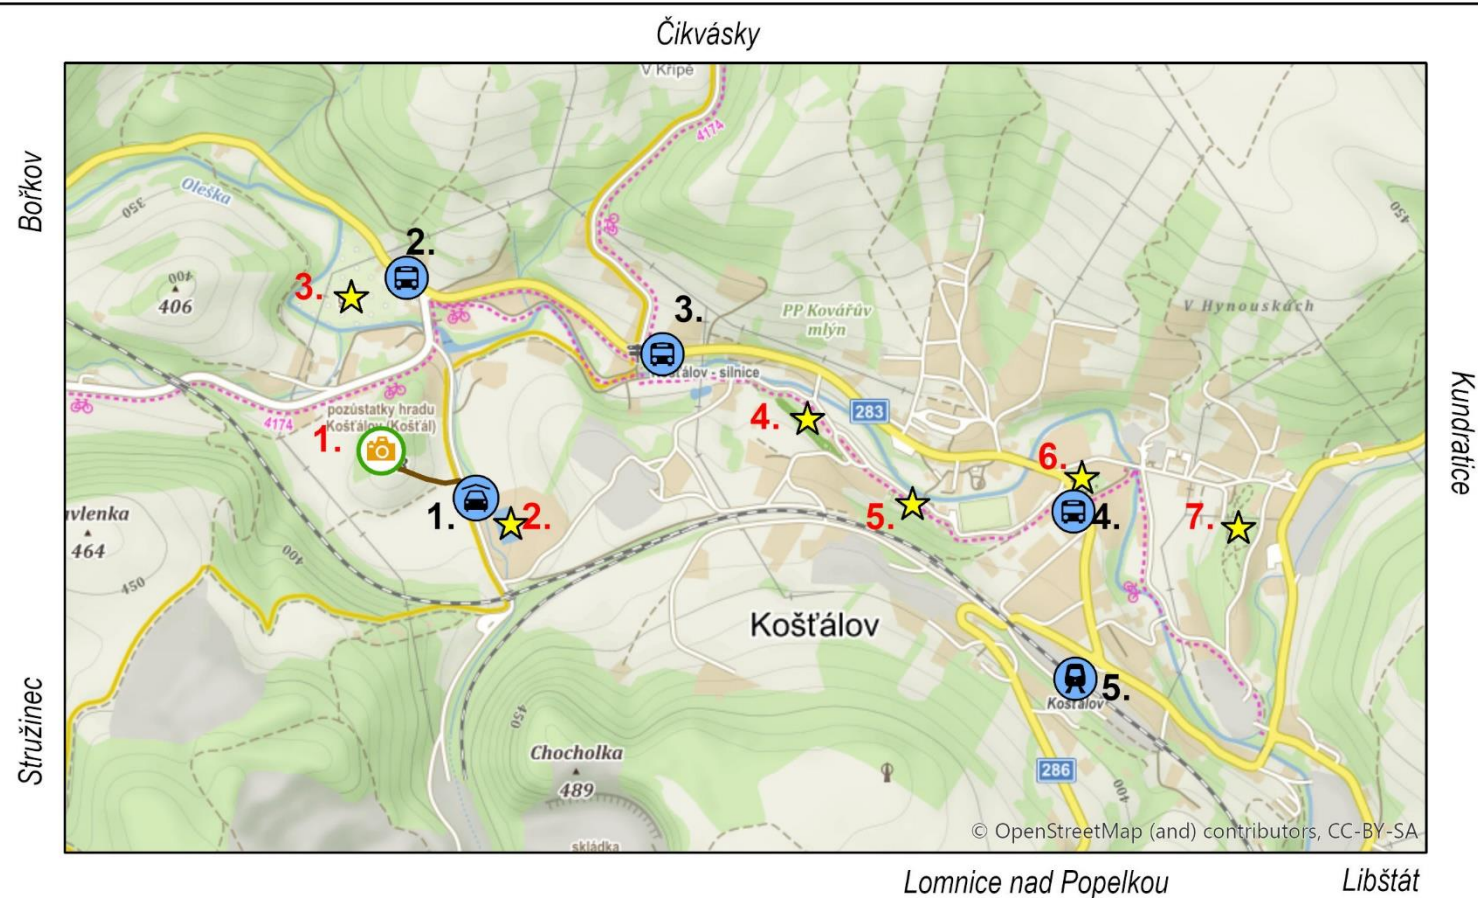 Čikvásky
V Křípě
4174
Bořkov
Oleška
350
450
2.
3.
400
406
3.
PP Kovářův
mlýn
V Hynouskách
Košťálov - silnice
283
4.
pozůstatky hradu
Košťálov (Košťál)
4174
1.
6.
Kundratice
1.
2.
5.
4.
7.
464
400
450
Košťálov
Stružinec
5.
Košťálov
450
Chocholka
489
286
400
skládka
© OpenStreetMap (and) contributors, CC-BY-SA
Lomnice nad Popelkou
Libštát